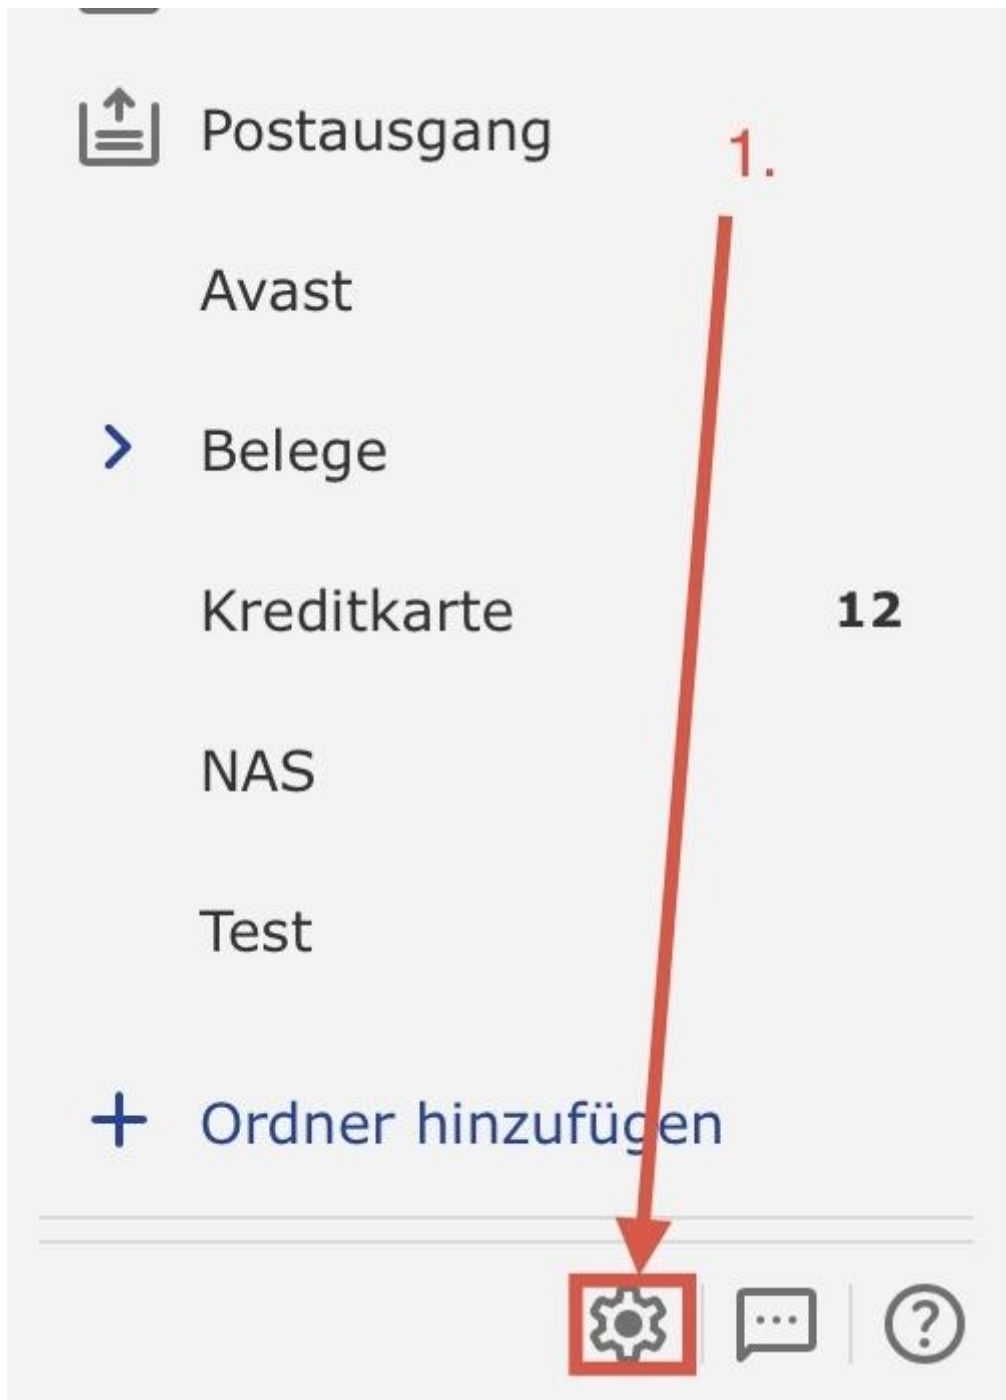 Postausgang
1.
Avast
Belege
Kreditkarte 12
NAS
Test
Ordner hinzufügen
?